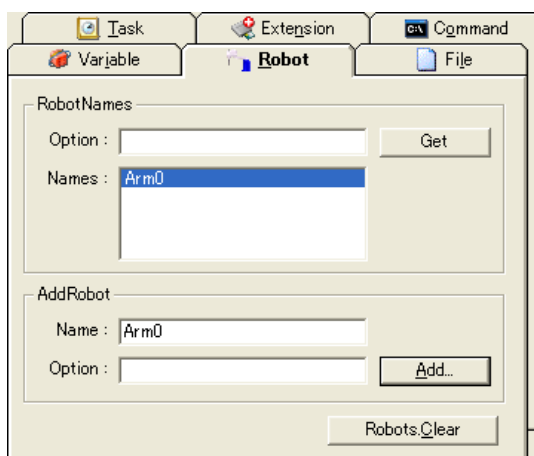 Task Extension Command
Variable Robot File
RobotNames
Option : Get
Names : Arm0
AddRobot
Name : Arm0
Option : Add...
Robots.Clear